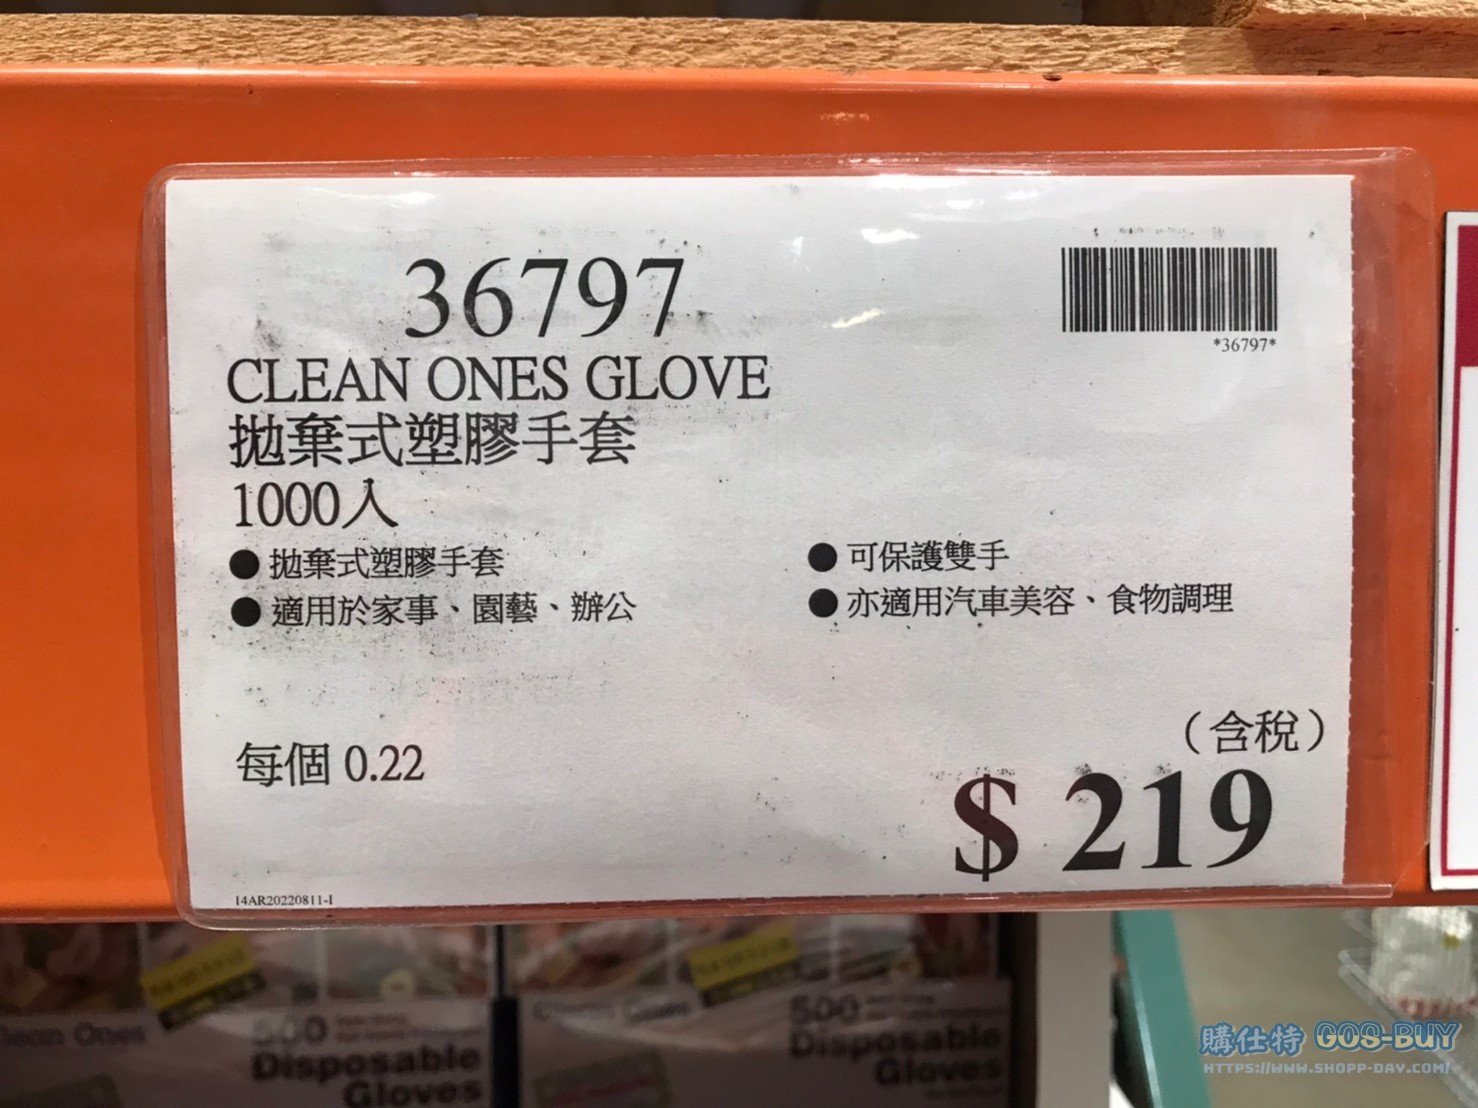 36797
*36797*
CLEAN ONES GLOVE
拋棄式塑膠手套
1000入
● 拋棄式塑膠手套
● 適用於家事、園藝、辦公
● 可保護雙手
● 亦適用汽車美容、食物調理
每個 0.22
（含稅）
$ 219
14AR20220811-I
Clean Ones
500
Disposable
Gloves
500
Disposable
Gloves
購仕特 GOS-BUY
HTTPS://WWW.SHOPP-DAY.COM/